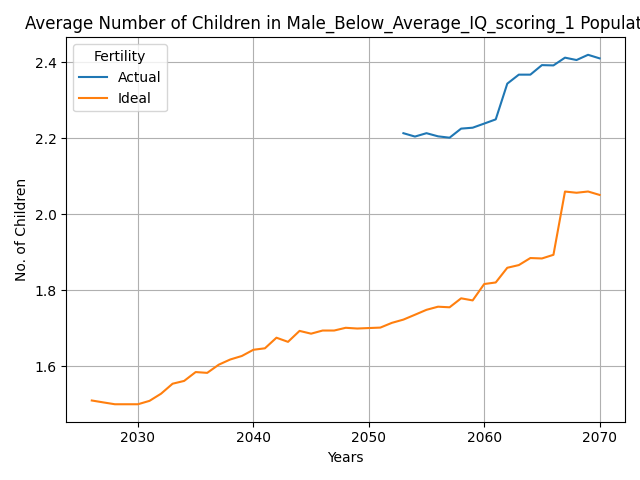 Average Number of Children in Male_Below_Average_IQ_scoring_1 Populat
Fertility
Actual
Ideal
No. of Children
2.4
2.2
2.0
1.8
1.6
2030 2040 2050 2060 2070
Years